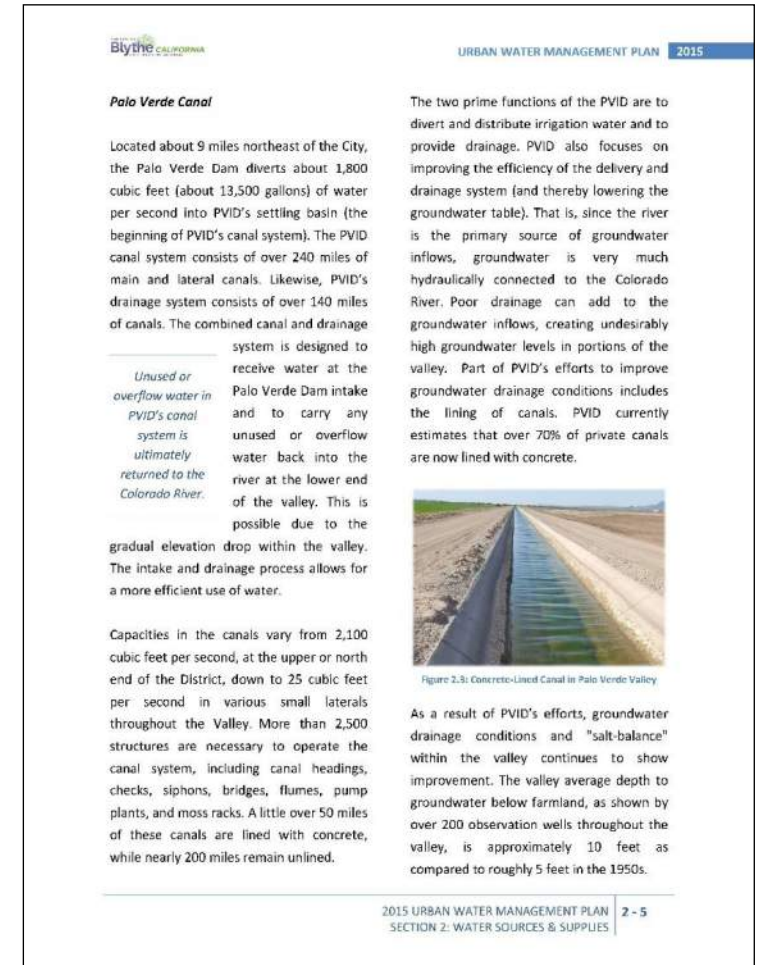 Blythe CALIFORNIA
URBAN WATER MANAGEMENT PLAN 2015
Palo Verde Canal
Located about 9 miles northeast of the City,
the Palo Verde Dam diverts about 1,800
cubic feet (about 13,500 gallons) of water
per second into PVID's settling basin (the
beginning of PVID's canal system). The PVID
canal system consists of over 240 miles of
main and lateral canals. Likewise, PVID's
drainage system consists of over 140 miles
of canals. The combined canal and drainage
system is designed to
receive water at the
Palo Verde Dam intake
and to carry any
unused or overflow
water back into the
river at the lower end
of the valley. This is
possible due to the
gradual elevation drop within the valley.
The intake and drainage process allows for
a more efficient use of water.
Unused or
overflow water in
PVID's canal
system is
ultimately
returned to the
Colorado River.
Capacities in the canals vary from 2,100
cubic feet per second, at the upper or north
end of the District, down to 25 cubic feet
per second in various small laterals
throughout the Valley. More than 2,500
structures are necessary to operate the
canal system, including canal headings,
checks, siphons, bridges, flumes, pump
plants, and moss racks. A little over 50 miles
of these canals are lined with concrete,
while nearly 200 miles remain unlined.
The two prime functions of the PVID are to
divert and distribute irrigation water and to
provide drainage. PVID also focuses on
improving the efficiency of the delivery and
drainage system (and thereby lowering the
groundwater table). That is, since the river
is the primary source of groundwater
inflows, groundwater is very much
hydraulically connected to the Colorado
River. Poor drainage can add to the
groundwater inflows, creating undesirably
high groundwater levels in portions of the
valley. Part of PVID's efforts to improve
groundwater drainage conditions includes
the lining of canals. PVID currently
estimates that over 70% of private canals
are now lined with concrete.
Figure 2.3: Concrete-Lined Canal in Palo Verde Valley
As a result of PVID's efforts, groundwater
drainage conditions and "salt-balance"
within the valley continues to show
improvement. The valley average depth to
groundwater below farmland, as shown by
over 200 observation wells throughout the
valley, is approximately 10 feet as
compared to roughly 5 feet in the 1950s.
2015 URBAN WATER MANAGEMENT PLAN 2 - 5
SECTION 2: WATER SOURCES & SUPPLIES